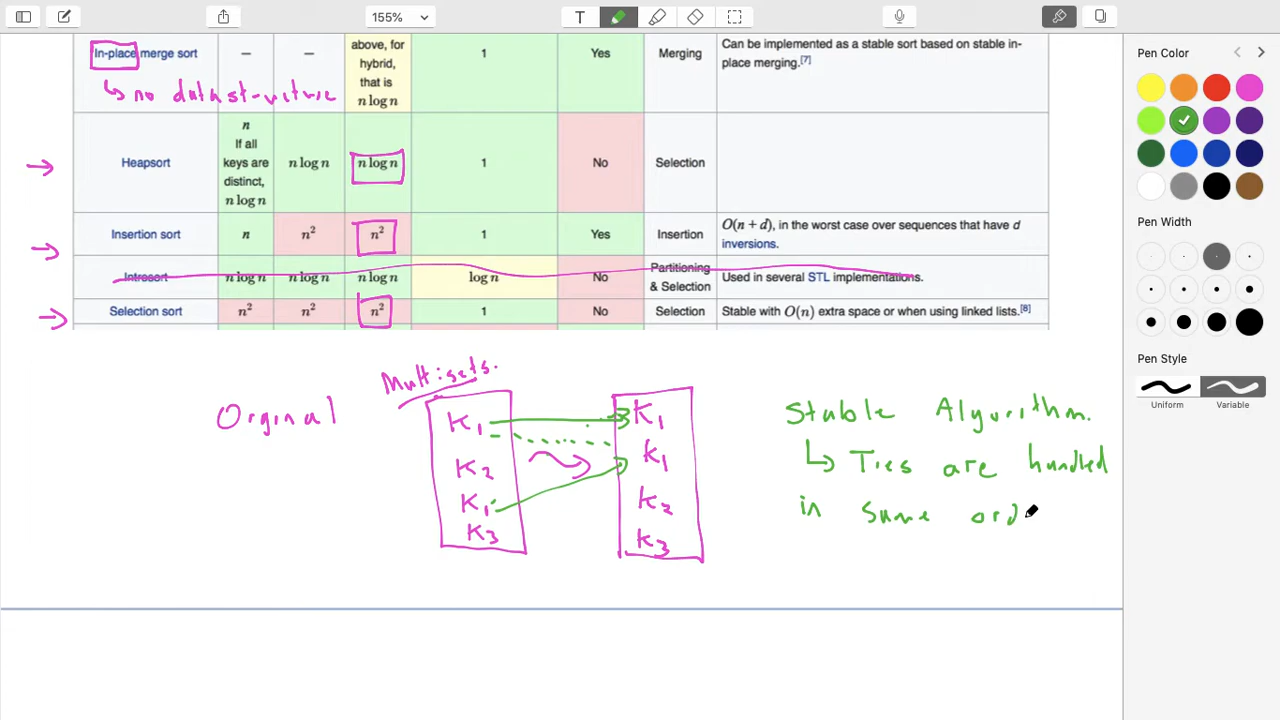 155%
T
In-place merge sort
—
—
above, for
hybrid,
that is
n log n
1
Yes
Merging
Can be implemented as a stable sort based on stable in-
place merging.[7]
↳ no datastructure
Heapsort
n
If all
keys are
distinct,
n log n
n log n
n log n
1
No
Selection
Insertion sort
n
n²
n²
1
Yes
Insertion
O(n + d), in the worst case over sequences that have d
inversions.
Introsort
n log n
n log n
n log n
log n
No
Partitioning
& Selection
Used in several STL implementations.
Selection sort
n²
n²
n²
1
No
Selection
Stable with O(n) extra space or when using linked lists.[8]
Multisets.
Orginal
K₁
K₂
K₁
K₃
K₁
K₁
K₂
K₃
Stable Algorithm.
↳ Ties are hundled
in same ord
Pen Color
Pen Width
Pen Style
Uniform
Variable